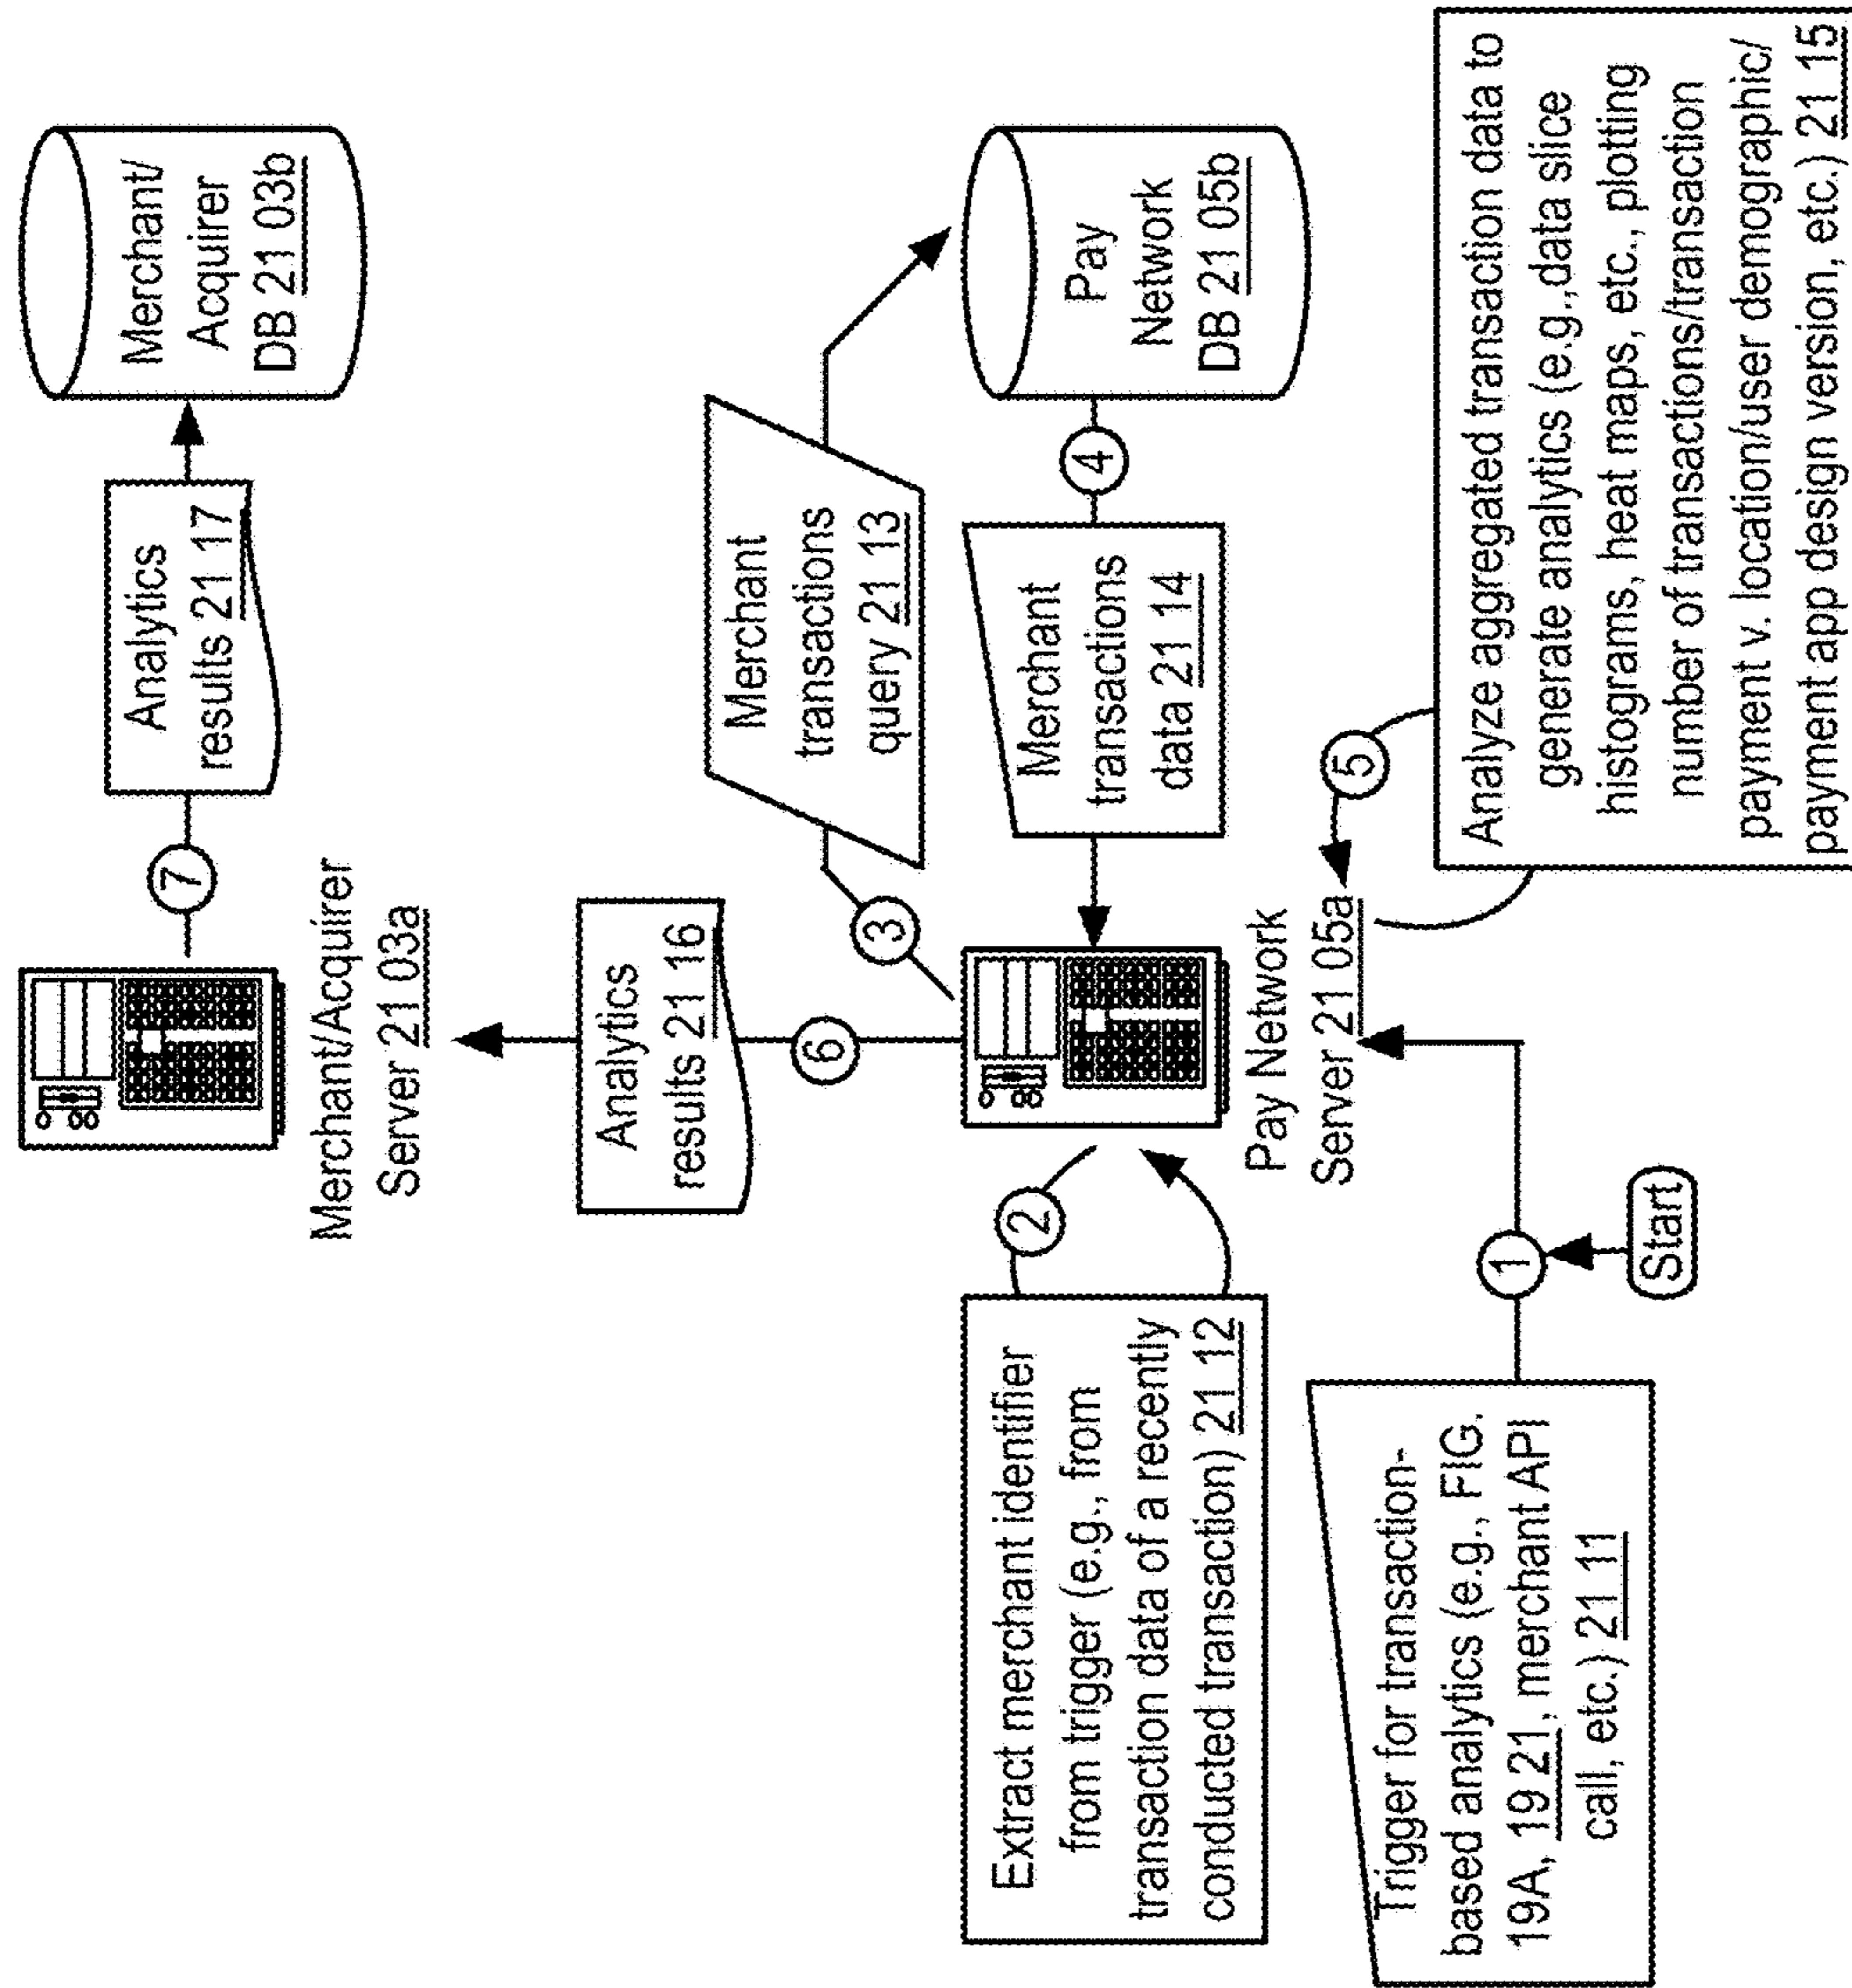 Merchant/Acquirer
Server 21 03a
7
Analytics
results 21 17
Merchant/
Acquirer
DB 21 03b
Analytics
results 21 16
6
3
Merchant
transactions
query 21 13
Merchant
transactions
data 21 14
4
Pay
Network
DB 21 05b
Extract merchant identifier
from trigger (e.g., from
transaction data of a recently
conducted transaction) 21 12
2
Pay Network
Server 21 05a
Trigger for transaction-
based analytics (e.g., FIG.
19A, 19 21, merchant API
call, etc.) 21 11
1
Start
5
Analyze aggregated transaction data to
generate analytics (e.g.,data slice
histograms, heat maps, etc., plotting
number of transactions/transaction
payment v. location/user demographic/
payment app design version, etc.) 21 15